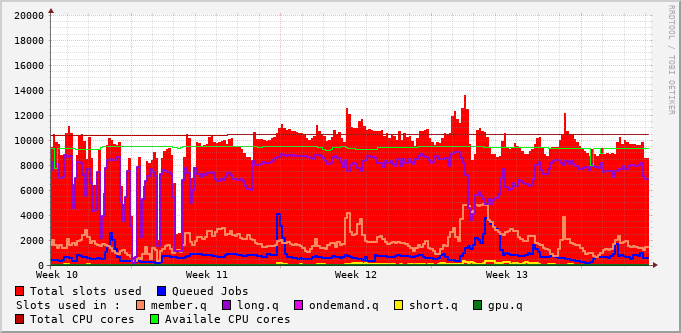 RRDTOOL / TOBI OETIKER
20000
18000
16000
14000
12000
10000
8000
6000
4000
2000
0
Week 10 Week 11 Week 12 Week 13
Total slots used Queued Jobs
Slots used in : member.q long.q ondemand.q short.q gpu.q
Total CPU cores Availale CPU cores